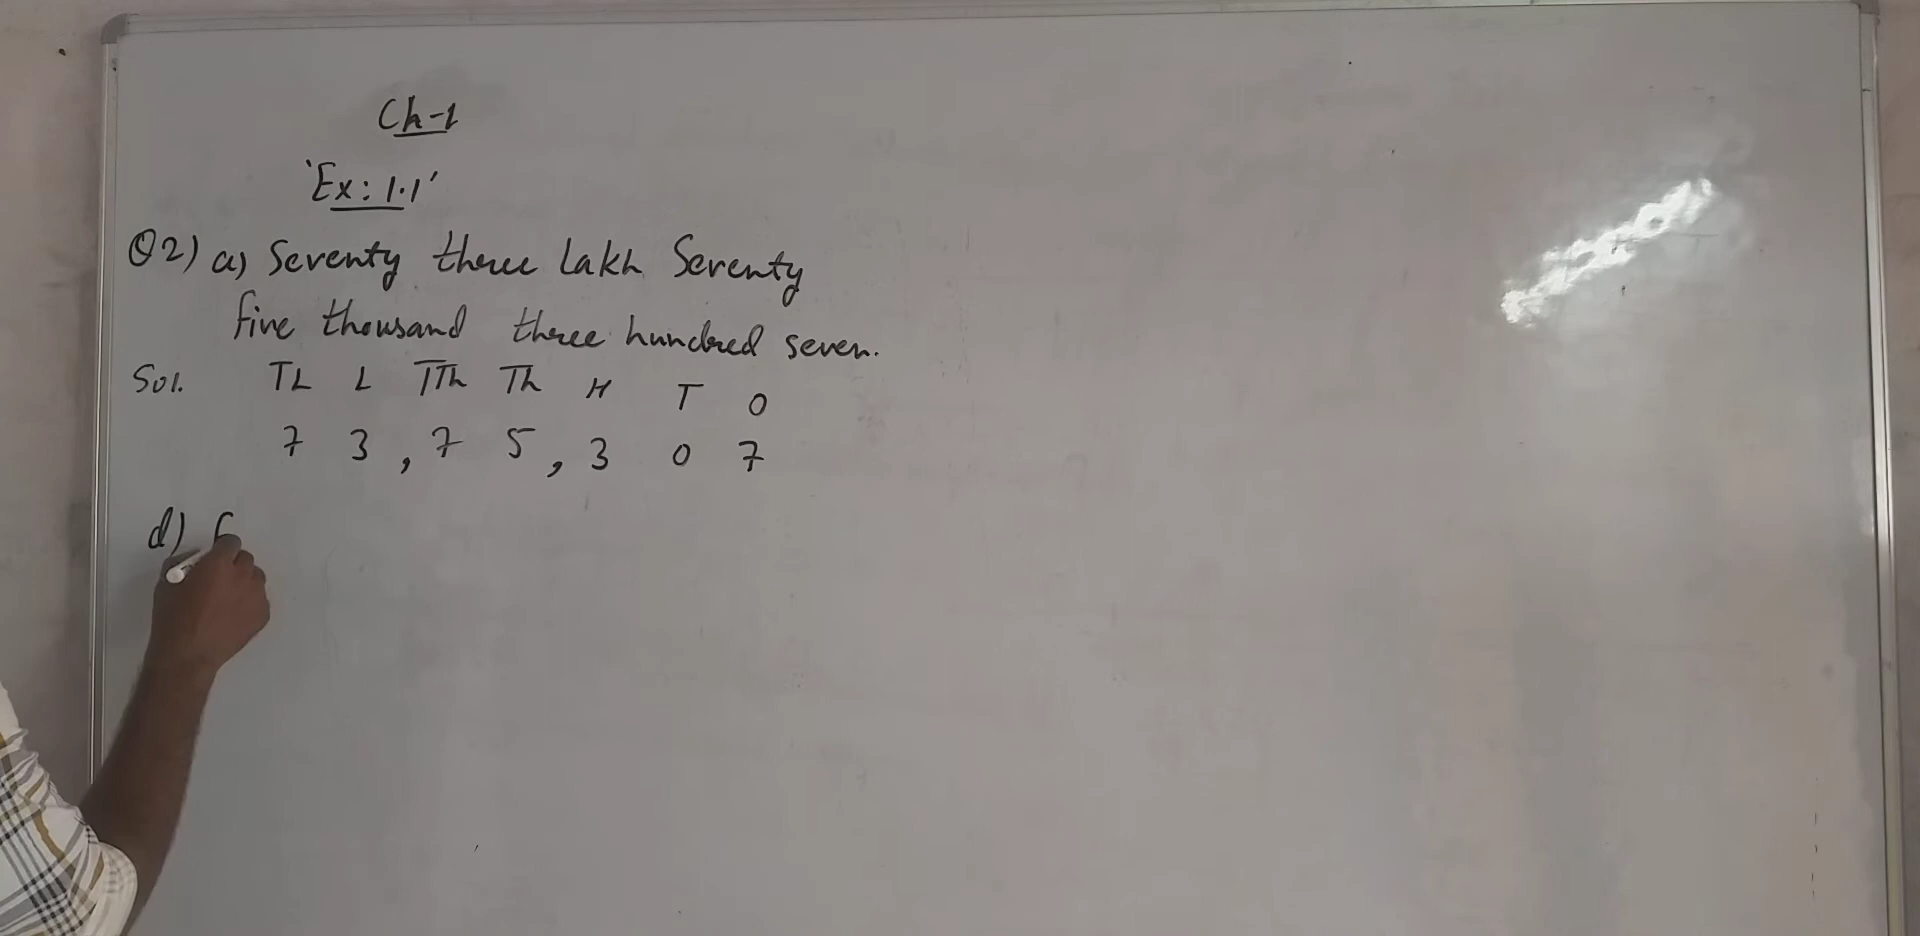 Ch-1
'Ex: 1.1'
Q2) a) Seventy three lakh Seventy
five thousand three hundred seven.
Sol. TL L TTh Th H T O
7 3 , 7 5 , 3 0 7
d)